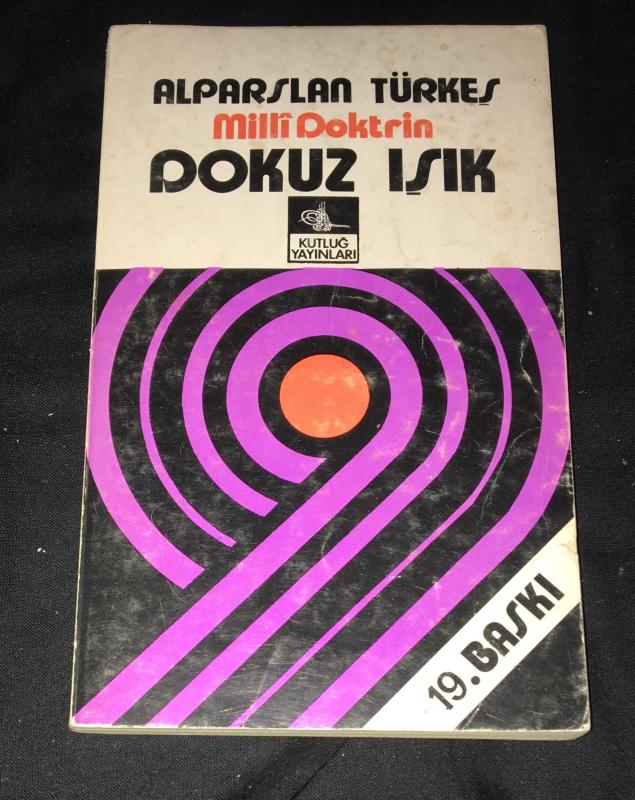 ALPARSLAN TÜRKEŞ
Millî Doktrin
DOKUZ IŞIK
KUTLUĞ
YAYINLARI
19. BASKI